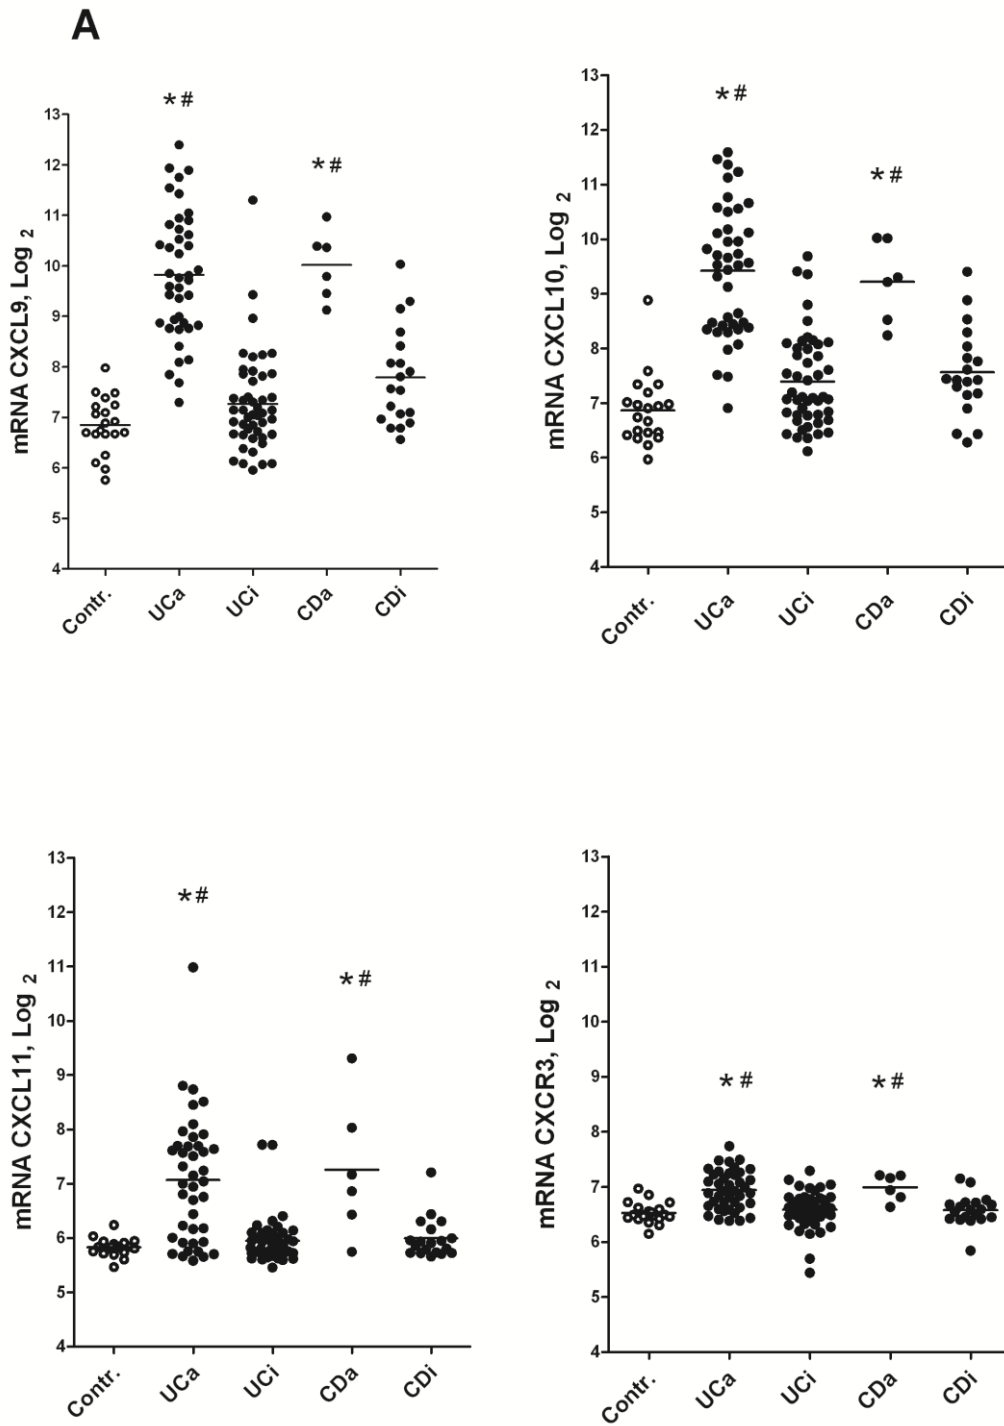 A
mRNA CXCL9, Log 2
13
12
11
10
9
8
7
6
5
4
* #
* #
Contr.
UCa
UCi
CDa
CDi
mRNA CXCL10, Log 2
13
12
11
10
9
8
7
6
5
4
* #
* #
Contr.
UCa
UCi
CDa
CDi
mRNA CXCL11, Log 2
13
12
11
10
9
8
7
6
5
4
* #
* #
Contr.
UCa
UCi
CDa
CDi
mRNA CXCR3, Log 2
13
12
11
10
9
8
7
6
5
4
* #
* #
Contr.
UCa
UCi
CDa
CDi